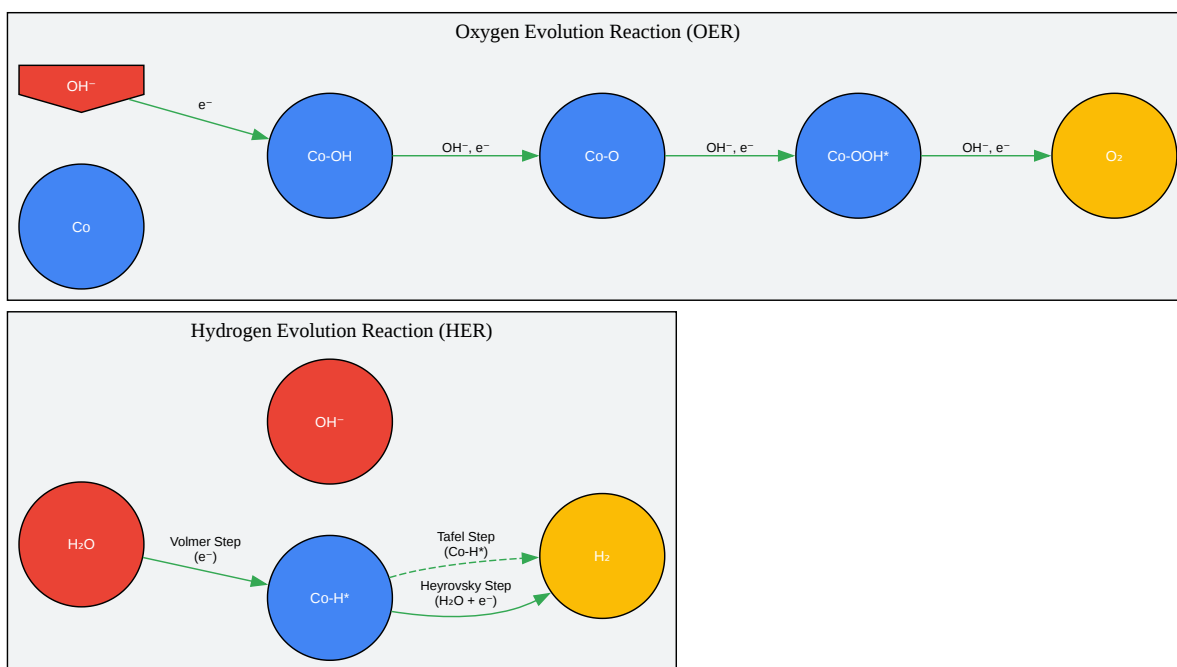 Oxygen Evolution Reaction (OER)
OH⁻
e⁻
Co
Co-OH
OH⁻, e⁻
Co-O
OH⁻, e⁻
Co-OOH*
OH⁻, e⁻
O₂
Hydrogen Evolution Reaction (HER)
OH⁻
H₂O
Volmer Step
(e⁻)
Co-H*
Tafel Step
(Co-H*)
Heyrovsky Step
(H₂O + e⁻)
H₂